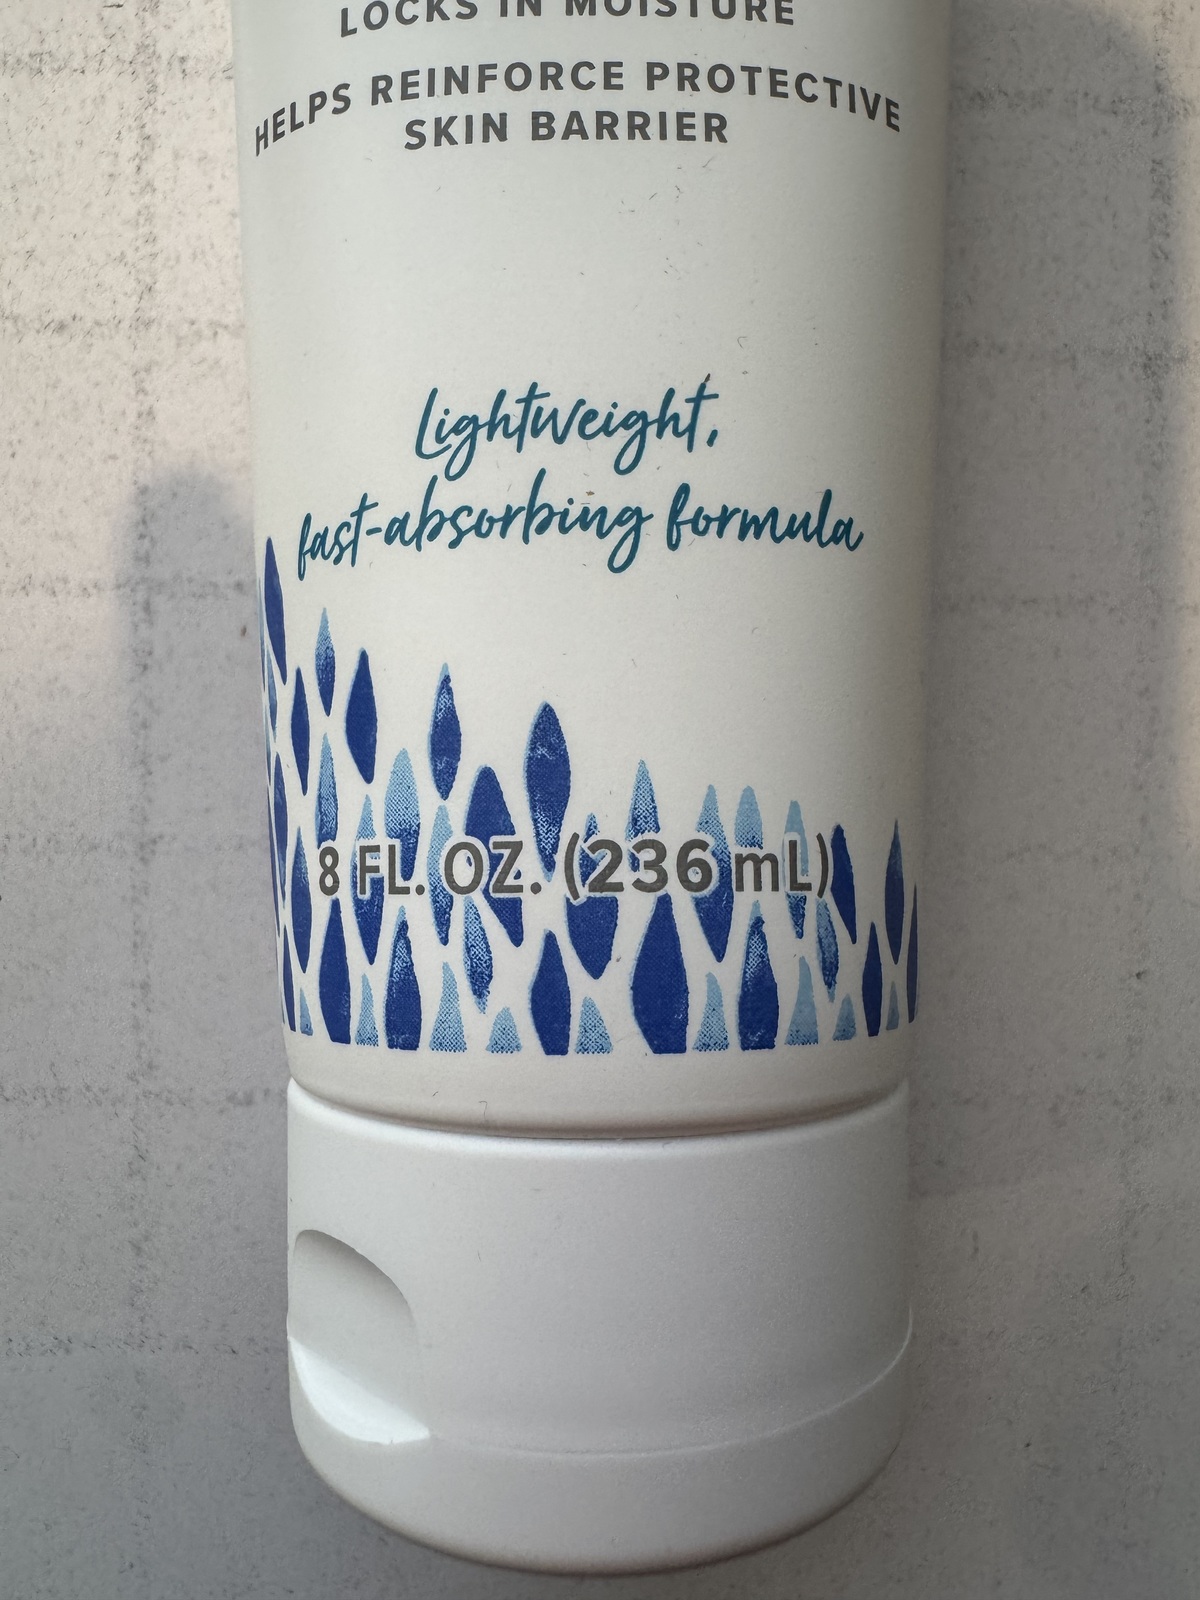 LOCKS IN MOISTURE
HELPS REINFORCE PROTECTIVE
SKIN BARRIER
Lightweight,
fast-absorbing formula
8 FL. OZ. (236 mL)